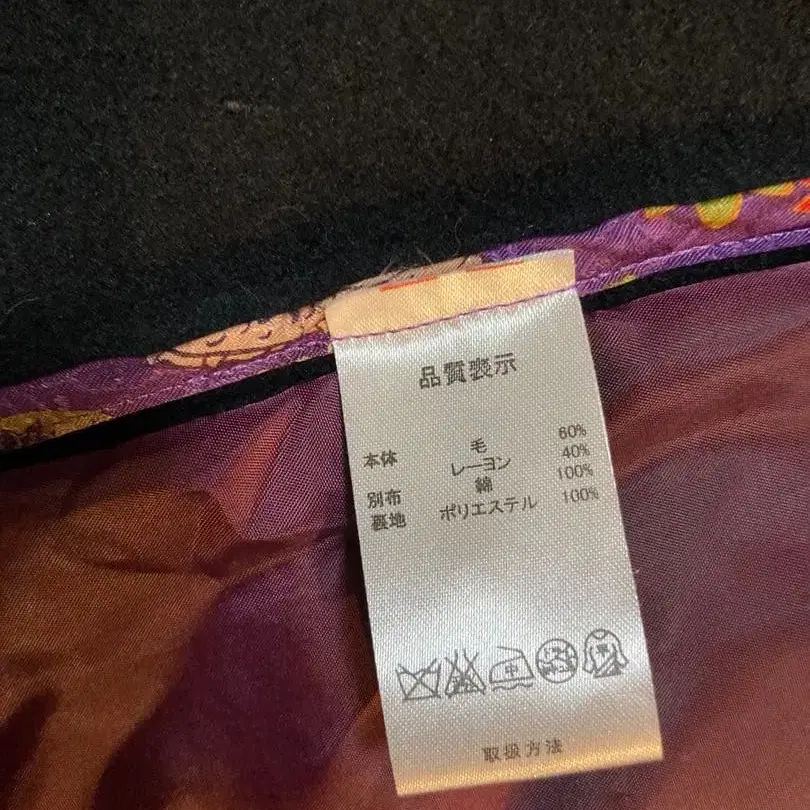 品質表示
本体 毛 60%
レーヨン 40%
別布 綿 100%
裏地 ポリエステル 100%
中
取扱方法